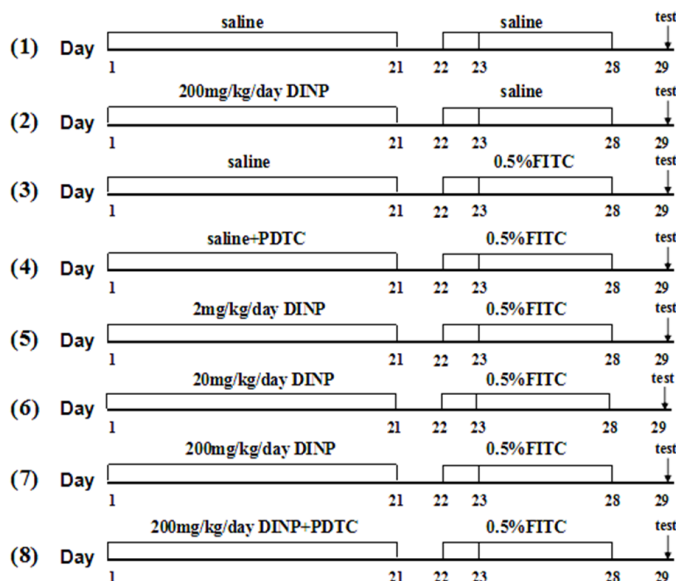 saline saline test
(1) Day 1 21 22 23 28 29
200mg/kg/day DINP saline test
(2) Day 1 21 22 23 28 29
saline 0.5%FITC test
(3) Day 1 21 22 23 28 29
saline+PDTC 0.5%FITC test
(4) Day 1 21 22 23 28 29
2mg/kg/day DINP 0.5%FITC test
(5) Day 1 21 22 23 28 29
20mg/kg/day DINP 0.5%FITC test
(6) Day 1 21 22 23 28 29
200mg/kg/day DINP 0.5%FITC test
(7) Day 1 21 22 23 28 29
200mg/kg/day DINP+PDTC 0.5%FITC test
(8) Day 1 21 22 23 28 29